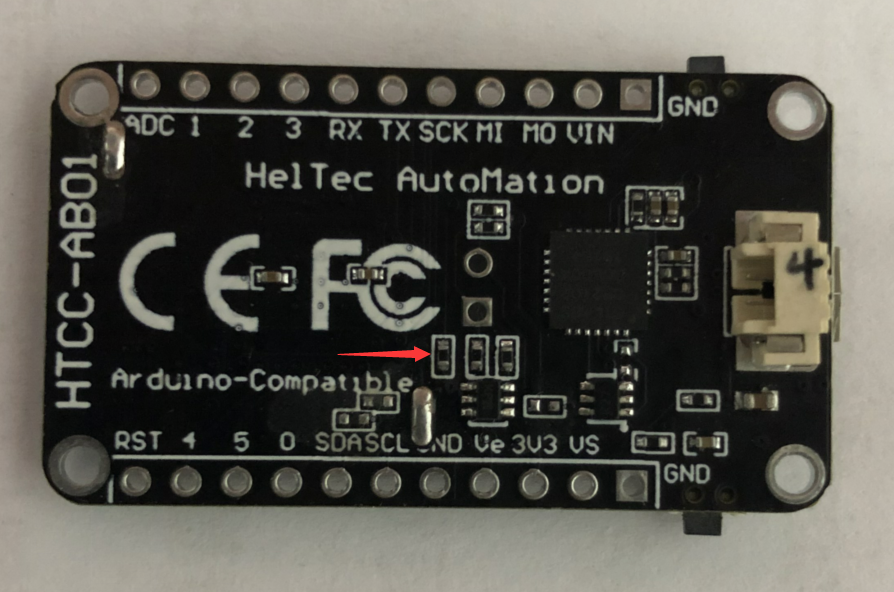 GND
ADC 1 2 3 RX TX SCK MI MO VIN
HelTec AutoMation
HTCC-AB01
CE FC
4
Arduino-Compatible
RST 4 5 0 SDA SCL GND Ve 3V3 VS
GND